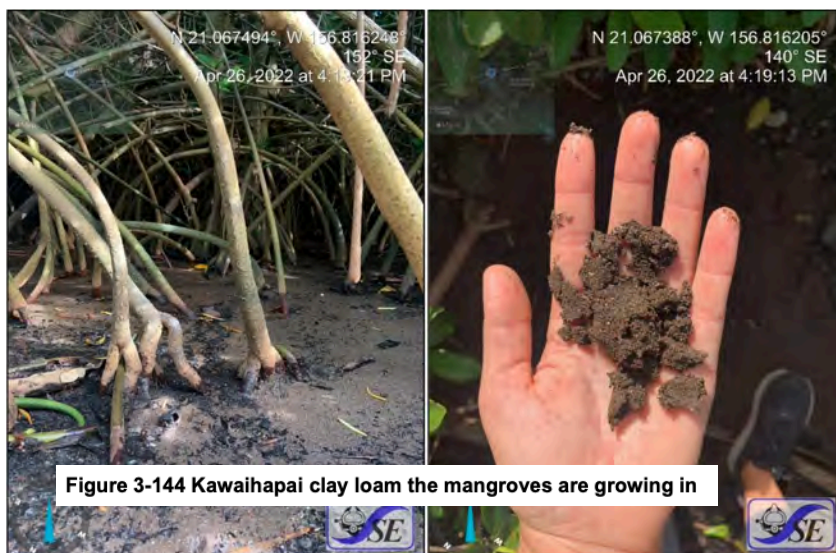 N 21.067494°, W 156.816248°
152° SE
Apr 26, 2022 at 4:19:21 PM
N 21.067388°, W 156.816205°
140° SE
Apr 26, 2022 at 4:19:13 PM
Figure 3-144 Kawaihapai clay loam the mangroves are growing in
SE
SE